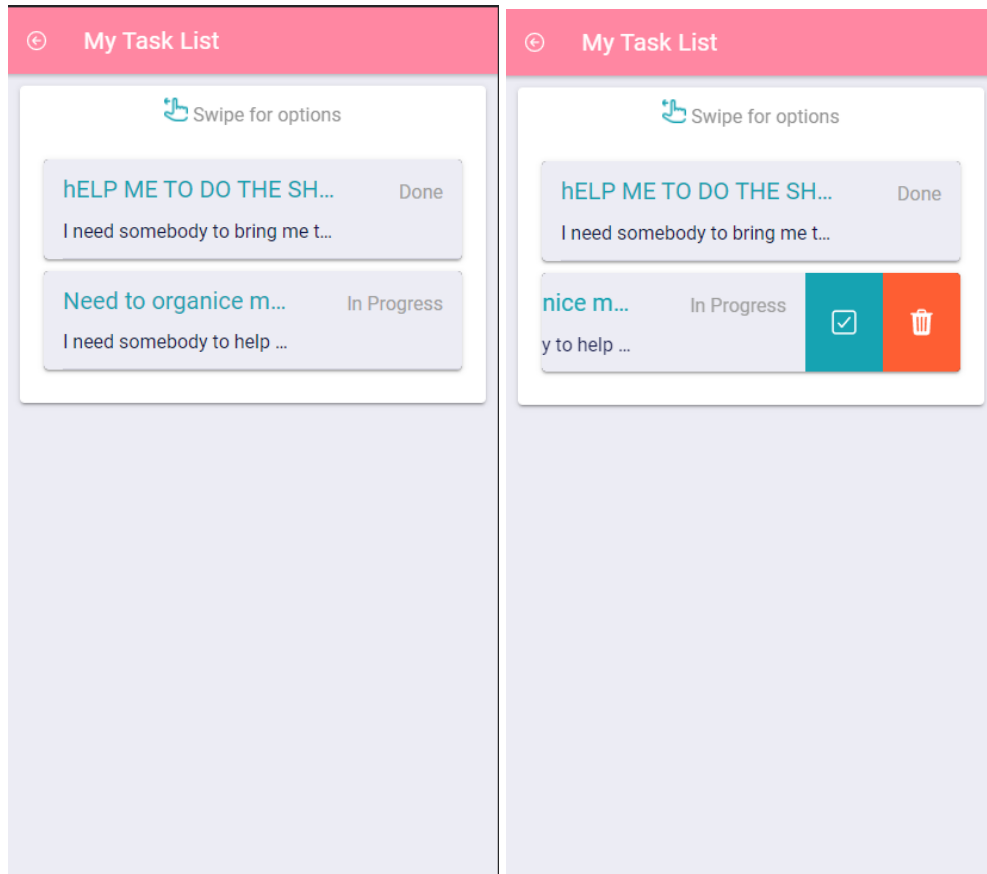 My Task List
Swipe for options
hELP ME TO DO THE SH...
Done
I need somebody to bring me t...
Need to organice m...
In Progress
I need somebody to help ...
My Task List
Swipe for options
hELP ME TO DO THE SH...
Done
I need somebody to bring me t...
nice m...
In Progress
y to help ...